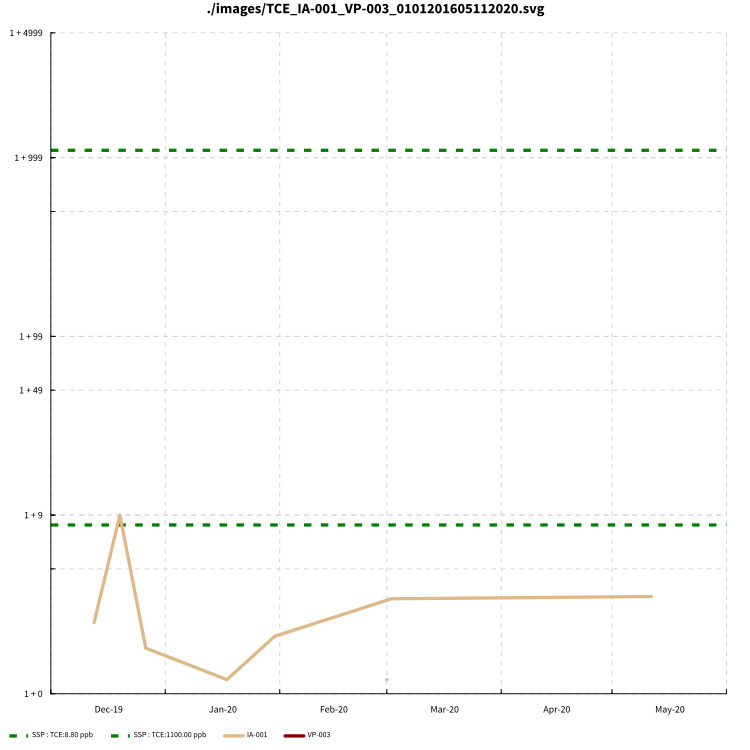 ./images/TCE_IA-001_VP-003_0101201605112020.svg
1 + 4999
1 + 999
1 + 99
1 + 49
1 + 9
1 + 0
Dec-19 Jan-20 Feb-20 Mar-20 Apr-20 May-20
SSP : TCE:8.80 ppb SSP : TCE:1100.00 ppb IA-001 VP-003